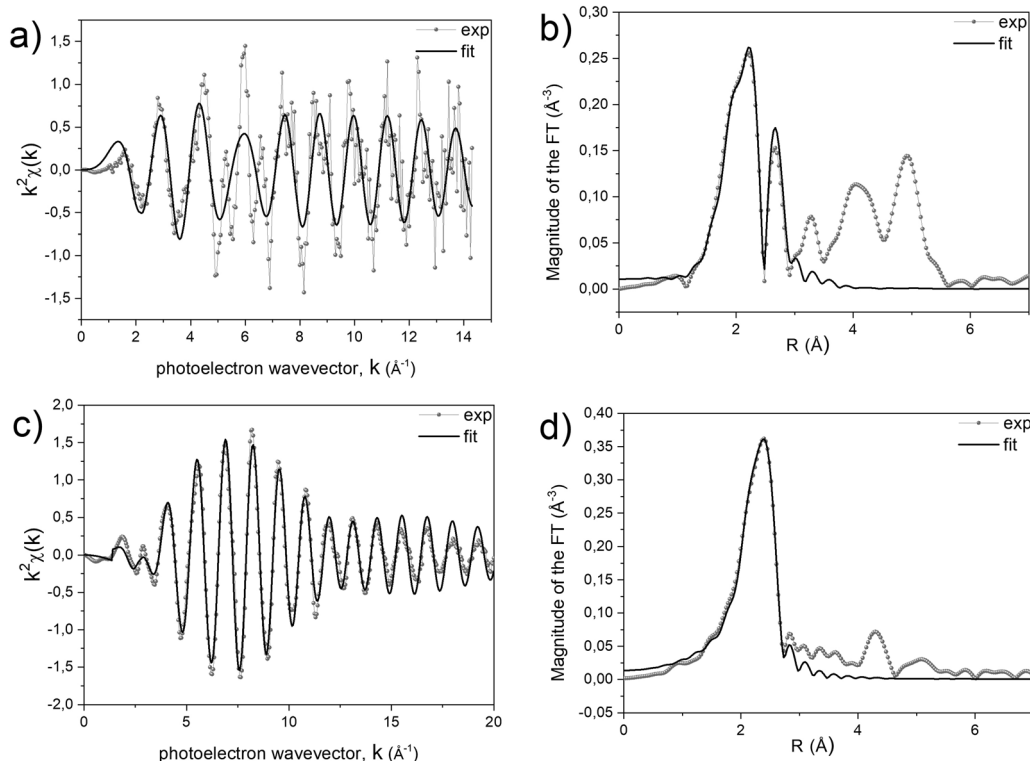 a)
exp
fit
1,5
1,0
0,5
0,0
-0,5
-1,0
-1,5
k²χ(k)
0 2 4 6 8 10 12 14
photoelectron wavevector, k (Å⁻¹)
b)
exp
fit
0,30
0,25
0,20
0,15
0,10
0,05
0,00
Magnitude of the FT (Å⁻³)
0 2 4 6
R (Å)
c)
exp
fit
2,0
1,5
1,0
0,5
0,0
-0,5
-1,0
-1,5
-2,0
k²χ(k)
0 5 10 15 20
photoelectron wavevector, k (Å⁻¹)
d)
exp
fit
0,40
0,35
0,30
0,25
0,20
0,15
0,10
0,05
0,00
-0,05
Magnitude of the FT (Å⁻³)
0 2 4 6
R (Å)